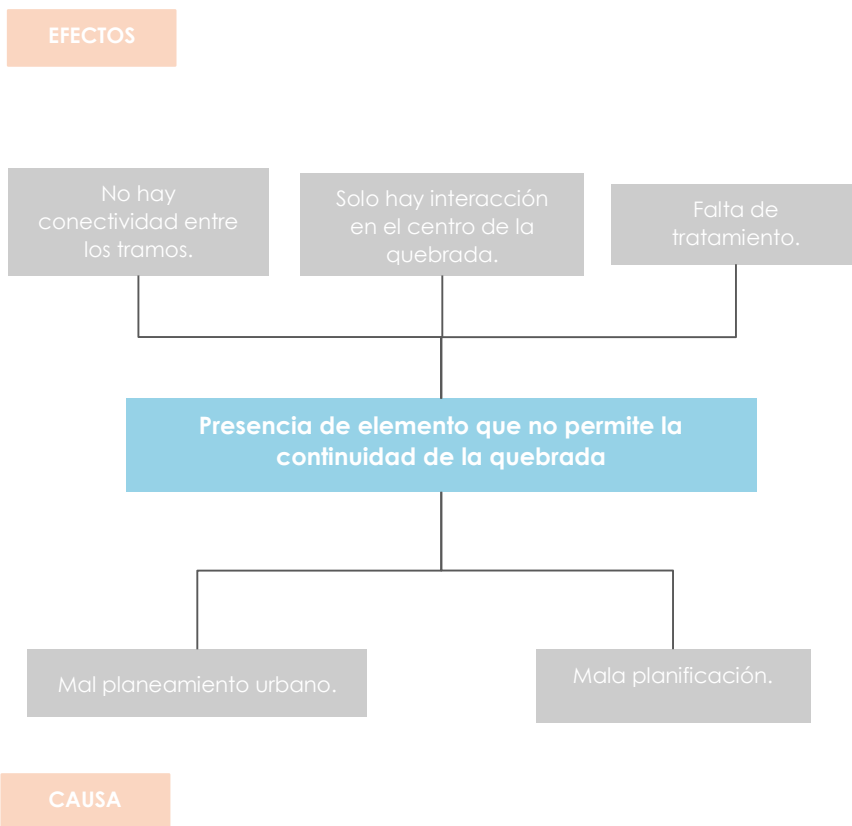 EFECTOS
No hay
conectividad entre
los tramos.
Solo hay interacción
en el centro de la
quebrada.
Falta de
tratamiento.
Presencia de elemento que no permite la
continuidad de la quebrada
Mal planeamiento urbano.
Mala planificación.
CAUSA